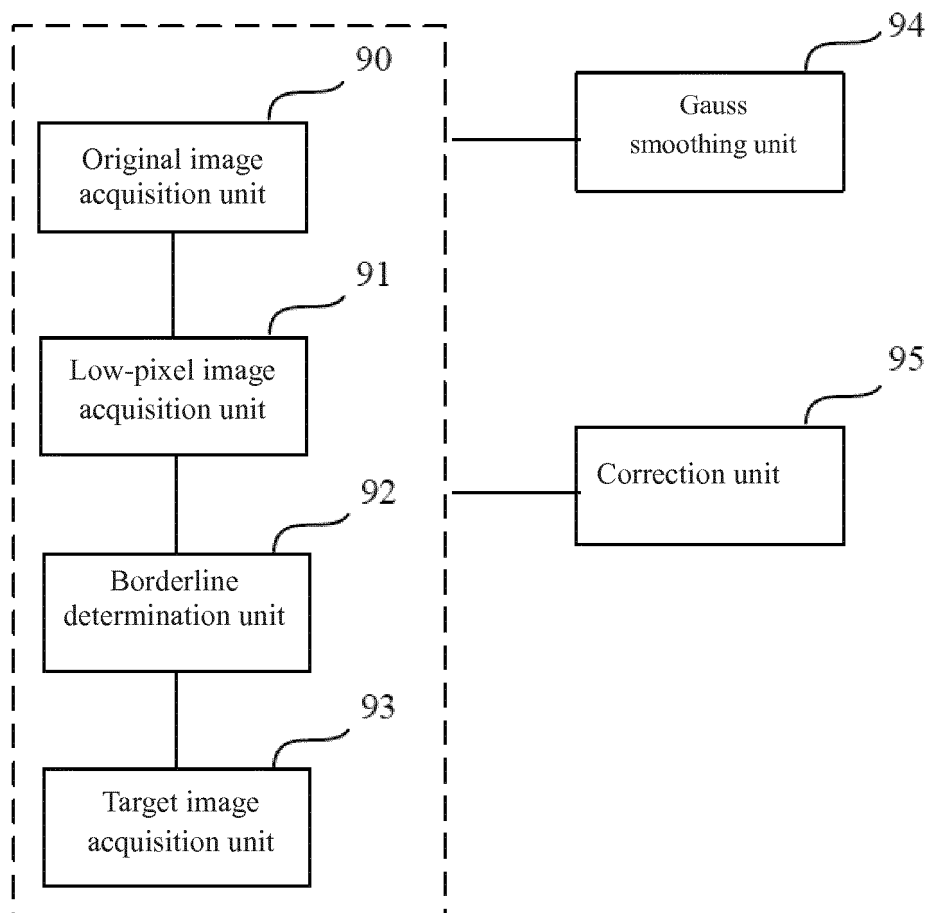 90
Original image
acquisition unit
91
Low-pixel image
acquisition unit
92
Borderline
determination unit
93
Target image
acquisition unit
94
Gauss
smoothing unit
95
Correction unit